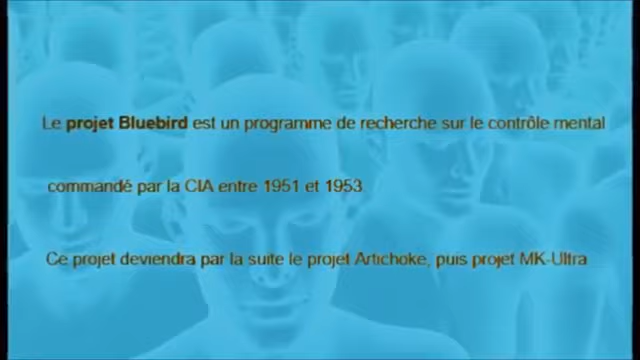 Le projet Bluebird est un programme de recherche sur le contrôle mental
commandé par la CIA entre 1951 et 1953
Ce projet deviendra par la suite le projet Artichoke, puis projet MK-Ultra